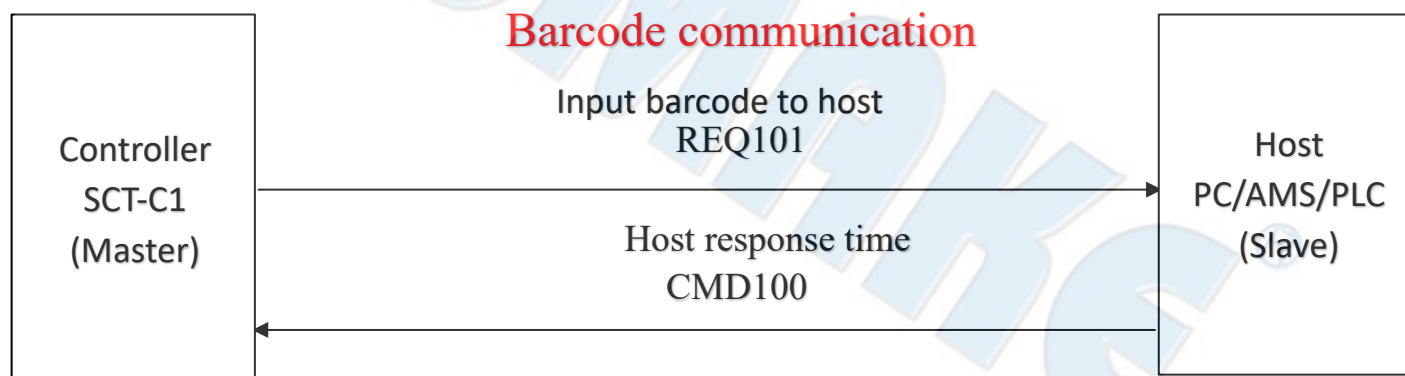 Barcode communication
Controller
SCT-C1
(Master)
Input barcode to host
REQ101
Host response time
CMD100
Host
PC/AMS/PLC
(Slave)
®